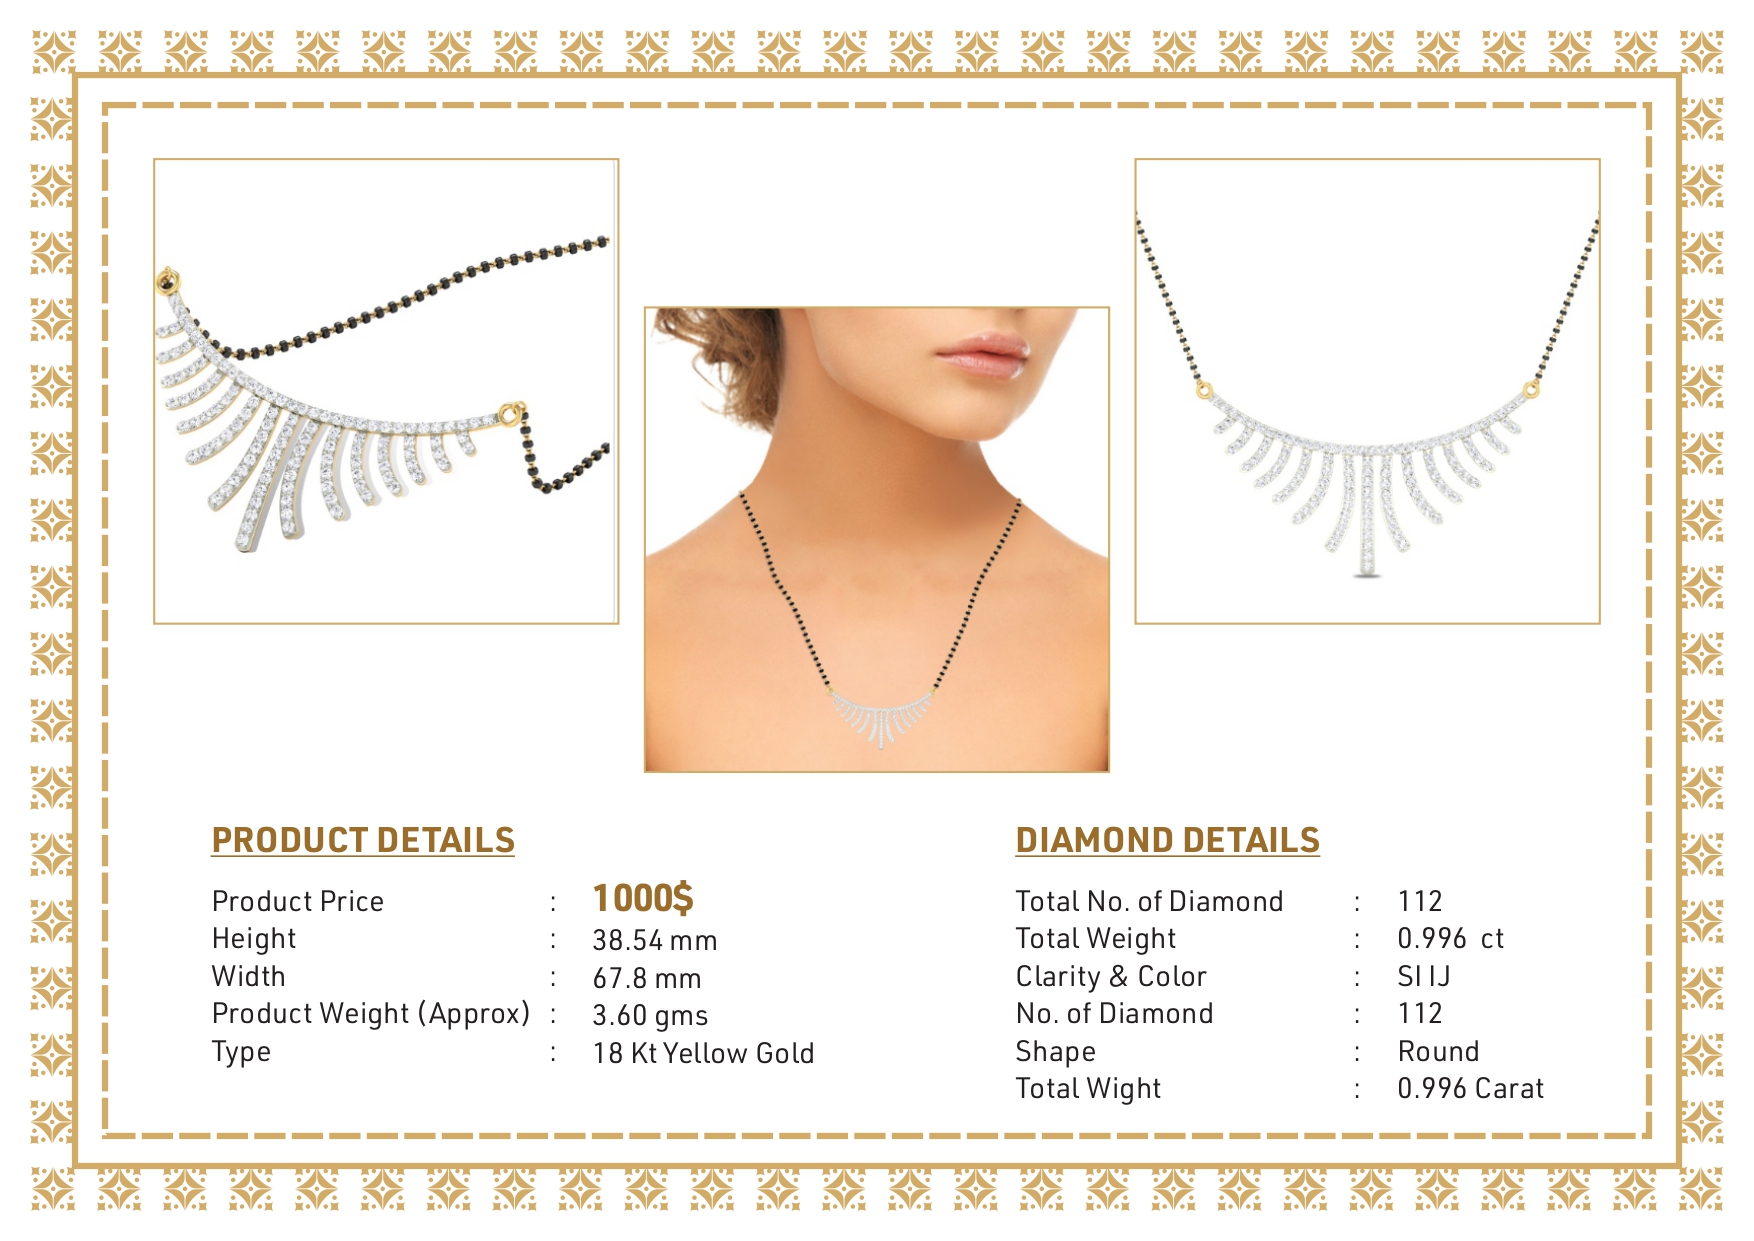 PRODUCT DETAILS
Product Price : 1000$
Height : 38.54 mm
Width : 67.8 mm
Product Weight (Approx) : 3.60 gms
Type : 18 Kt Yellow Gold
DIAMOND DETAILS
Total No. of Diamond : 112
Total Weight : 0.996 ct
Clarity & Color : SI IJ
No. of Diamond : 112
Shape : Round
Total Wight : 0.996 Carat